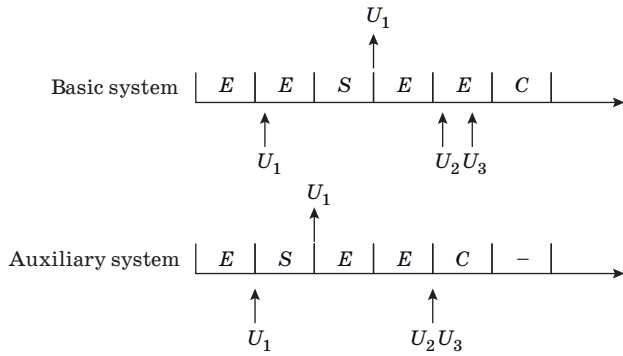 U1
Basic system E E S E E C
U1 U2 U3
U1
Auxiliary system E S E E C –
U1 U2 U3